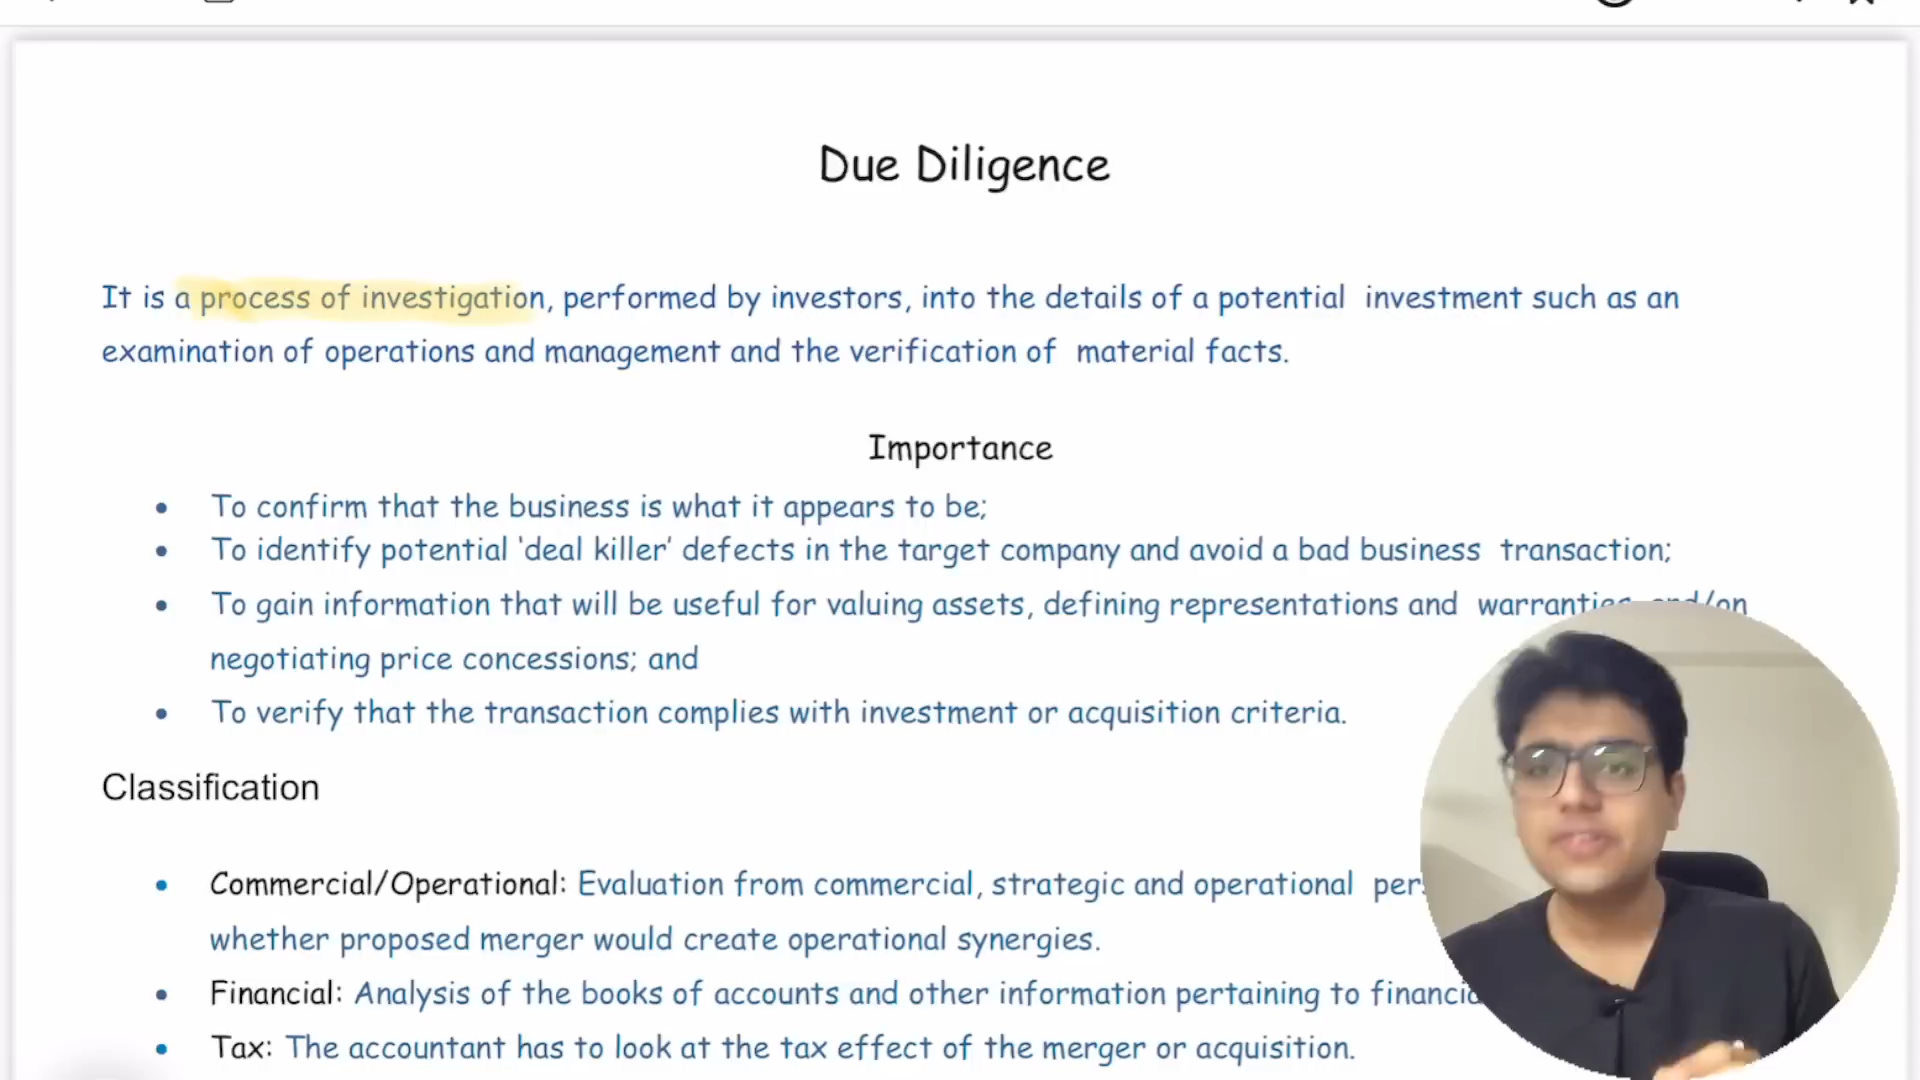 Due Diligence
It is a process of investigation, performed by investors, into the details of a potential investment such as an
examination of operations and management and the verification of material facts.
Importance
• To confirm that the business is what it appears to be;
• To identify potential 'deal killer' defects in the target company and avoid a bad business transaction;
• To gain information that will be useful for valuing assets, defining representations and warranties and/on
negotiating price concessions; and
• To verify that the transaction complies with investment or acquisition criteria.
Classification
• Commercial/Operational: Evaluation from commercial, strategic and operational
whether proposed merger would create operational synergies.
• Financial: Analysis of the books of accounts and other information pertaining to
• Tax: The accountant has to look at the tax effect of the merger or acquisition.